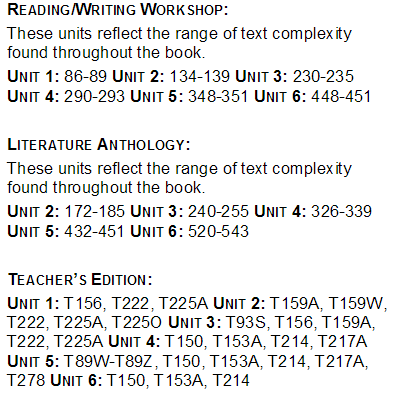 READING/WRITING WORKSHOP:
These units reflect the range of text complexity
found throughout the book.
UNIT 1: 86-89 UNIT 2: 134-139 UNIT 3: 230-235
UNIT 4: 290-293 UNIT 5: 348-351 UNIT 6: 448-451
LITERATURE ANTHOLOGY:
These units reflect the range of text complexity
found throughout the book.
UNIT 2: 172-185 UNIT 3: 240-255 UNIT 4: 326-339
UNIT 5: 432-451 UNIT 6: 520-543
TEACHER'S EDITION:
UNIT 1: T156, T222, T225A UNIT 2: T159A, T159W,
T222, T225A, T225O UNIT 3: T93S, T156, T159A,
T222, T225A UNIT 4: T150, T153A, T214, T217A
UNIT 5: T89W-T89Z, T150, T153A, T214, T217A,
T278 UNIT 6: T150, T153A, T214